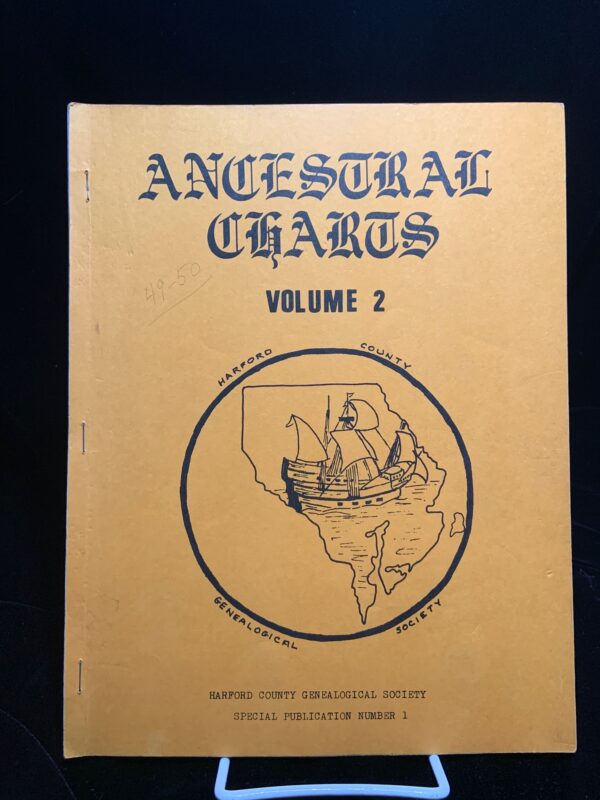 ANCESTRAL
CHARTS
49-50
VOLUME 2
HARFORD COUNTY
GENEALOGICAL SOCIETY
HARFORD COUNTY GENEALOGICAL SOCIETY
SPECIAL PUBLICATION NUMBER 1